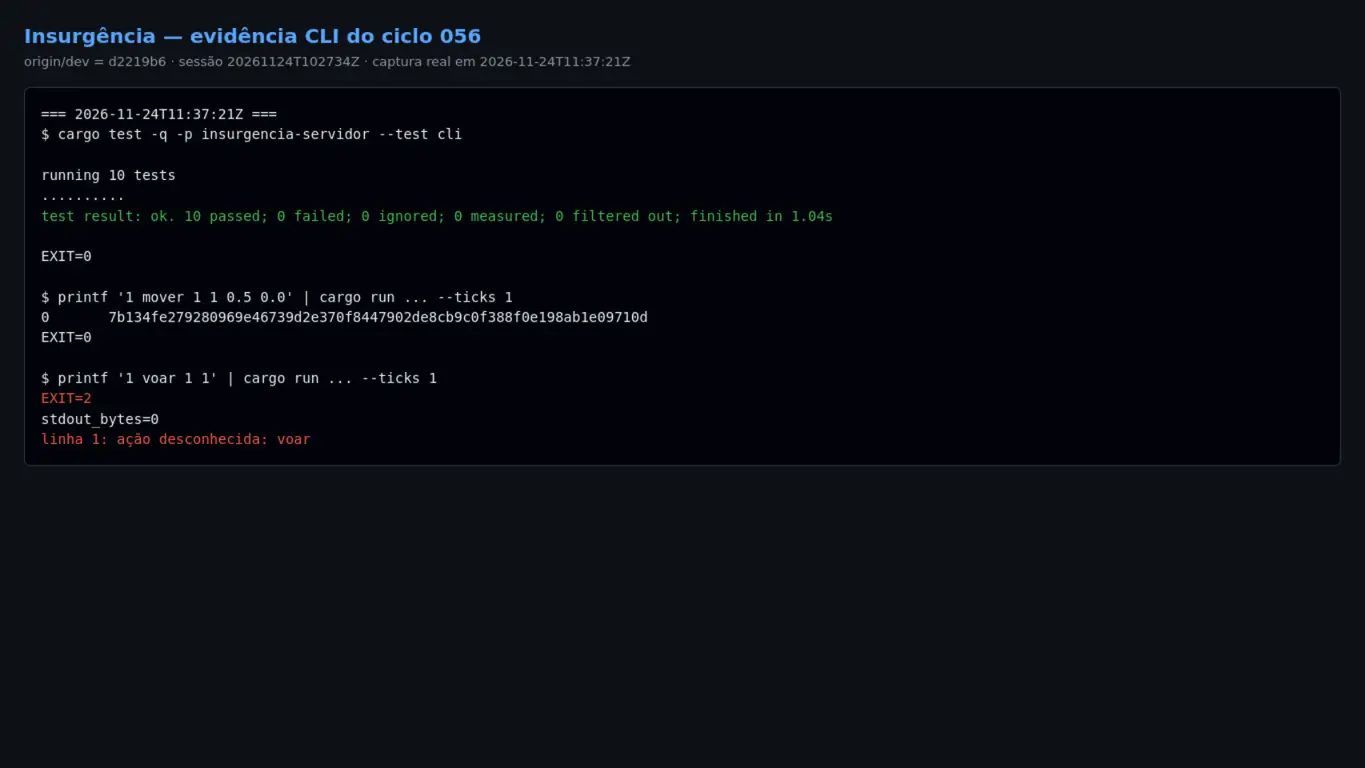 Insurgência — evidência CLI do ciclo 056
origin/dev = d2219b6 · sessão 20261124T102734Z · captura real em 2026-11-24T11:37:21Z
=== 2026-11-24T11:37:21Z ===
$ cargo test -q -p insurgencia-servidor --test cli
running 10 tests
..........
test result: ok. 10 passed; 0 failed; 0 ignored; 0 measured; 0 filtered out; finished in 1.04s
EXIT=0
$ printf '1 mover 1 1 0.5 0.0' | cargo run ... --ticks 1
0       7b134fe279280969e46739d2e370f8447902de8cb9c0f388f0e198ab1e09710d
EXIT=0
$ printf '1 voar 1 1' | cargo run ... --ticks 1
EXIT=2
stdout_bytes=0
linha 1: ação desconhecida: voar